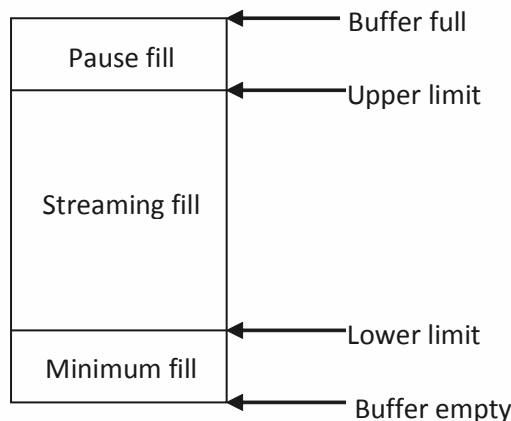 Buffer full
Pause fill
Upper limit
Streaming fill
Lower limit
Minimum fill
Buffer empty